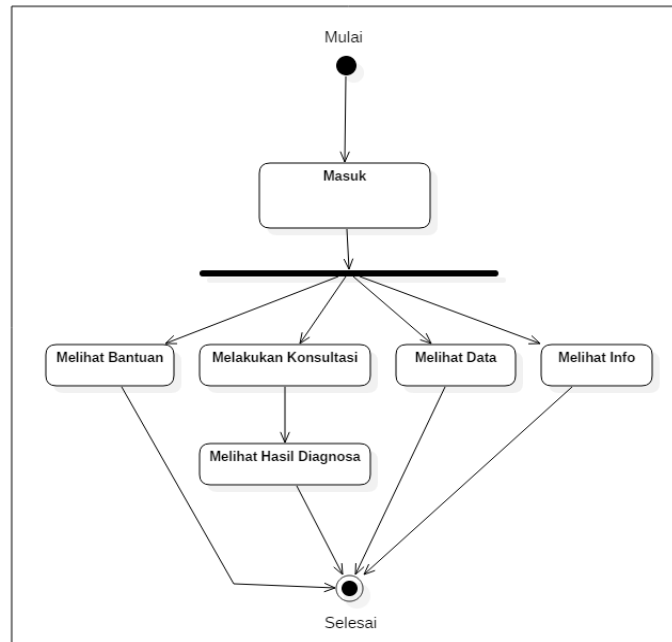 Mulai
Masuk
Melihat Bantuan
Melakukan Konsultasi
Melihat Data
Melihat Info
Melihat Hasil Diagnosa
Selesai